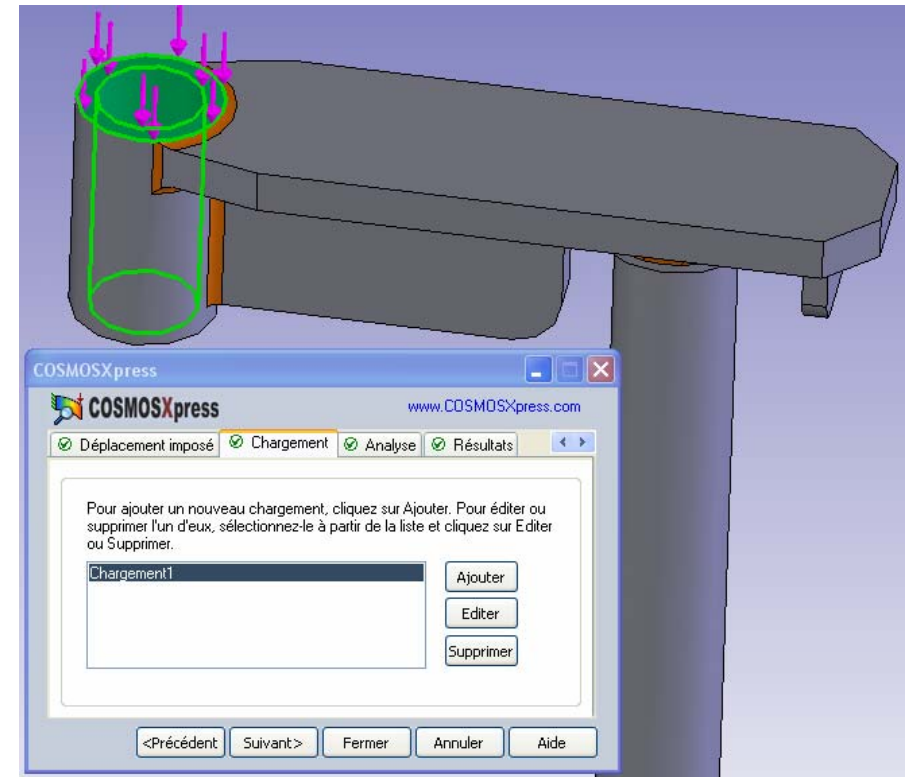 COSMOSXpress
COSMOSXpress www.COSMOSXpress.com
Déplacement imposé Chargement Analyse Résultats
Pour ajouter un nouveau chargement, cliquez sur Ajouter. Pour éditer ou
supprimer l'un d'eux, sélectionnez-le à partir de la liste et cliquez sur Editer
ou Supprimer.
Chargement1
Ajouter
Editer
Supprimer
<Précédent Suivant> Fermer Annuler Aide